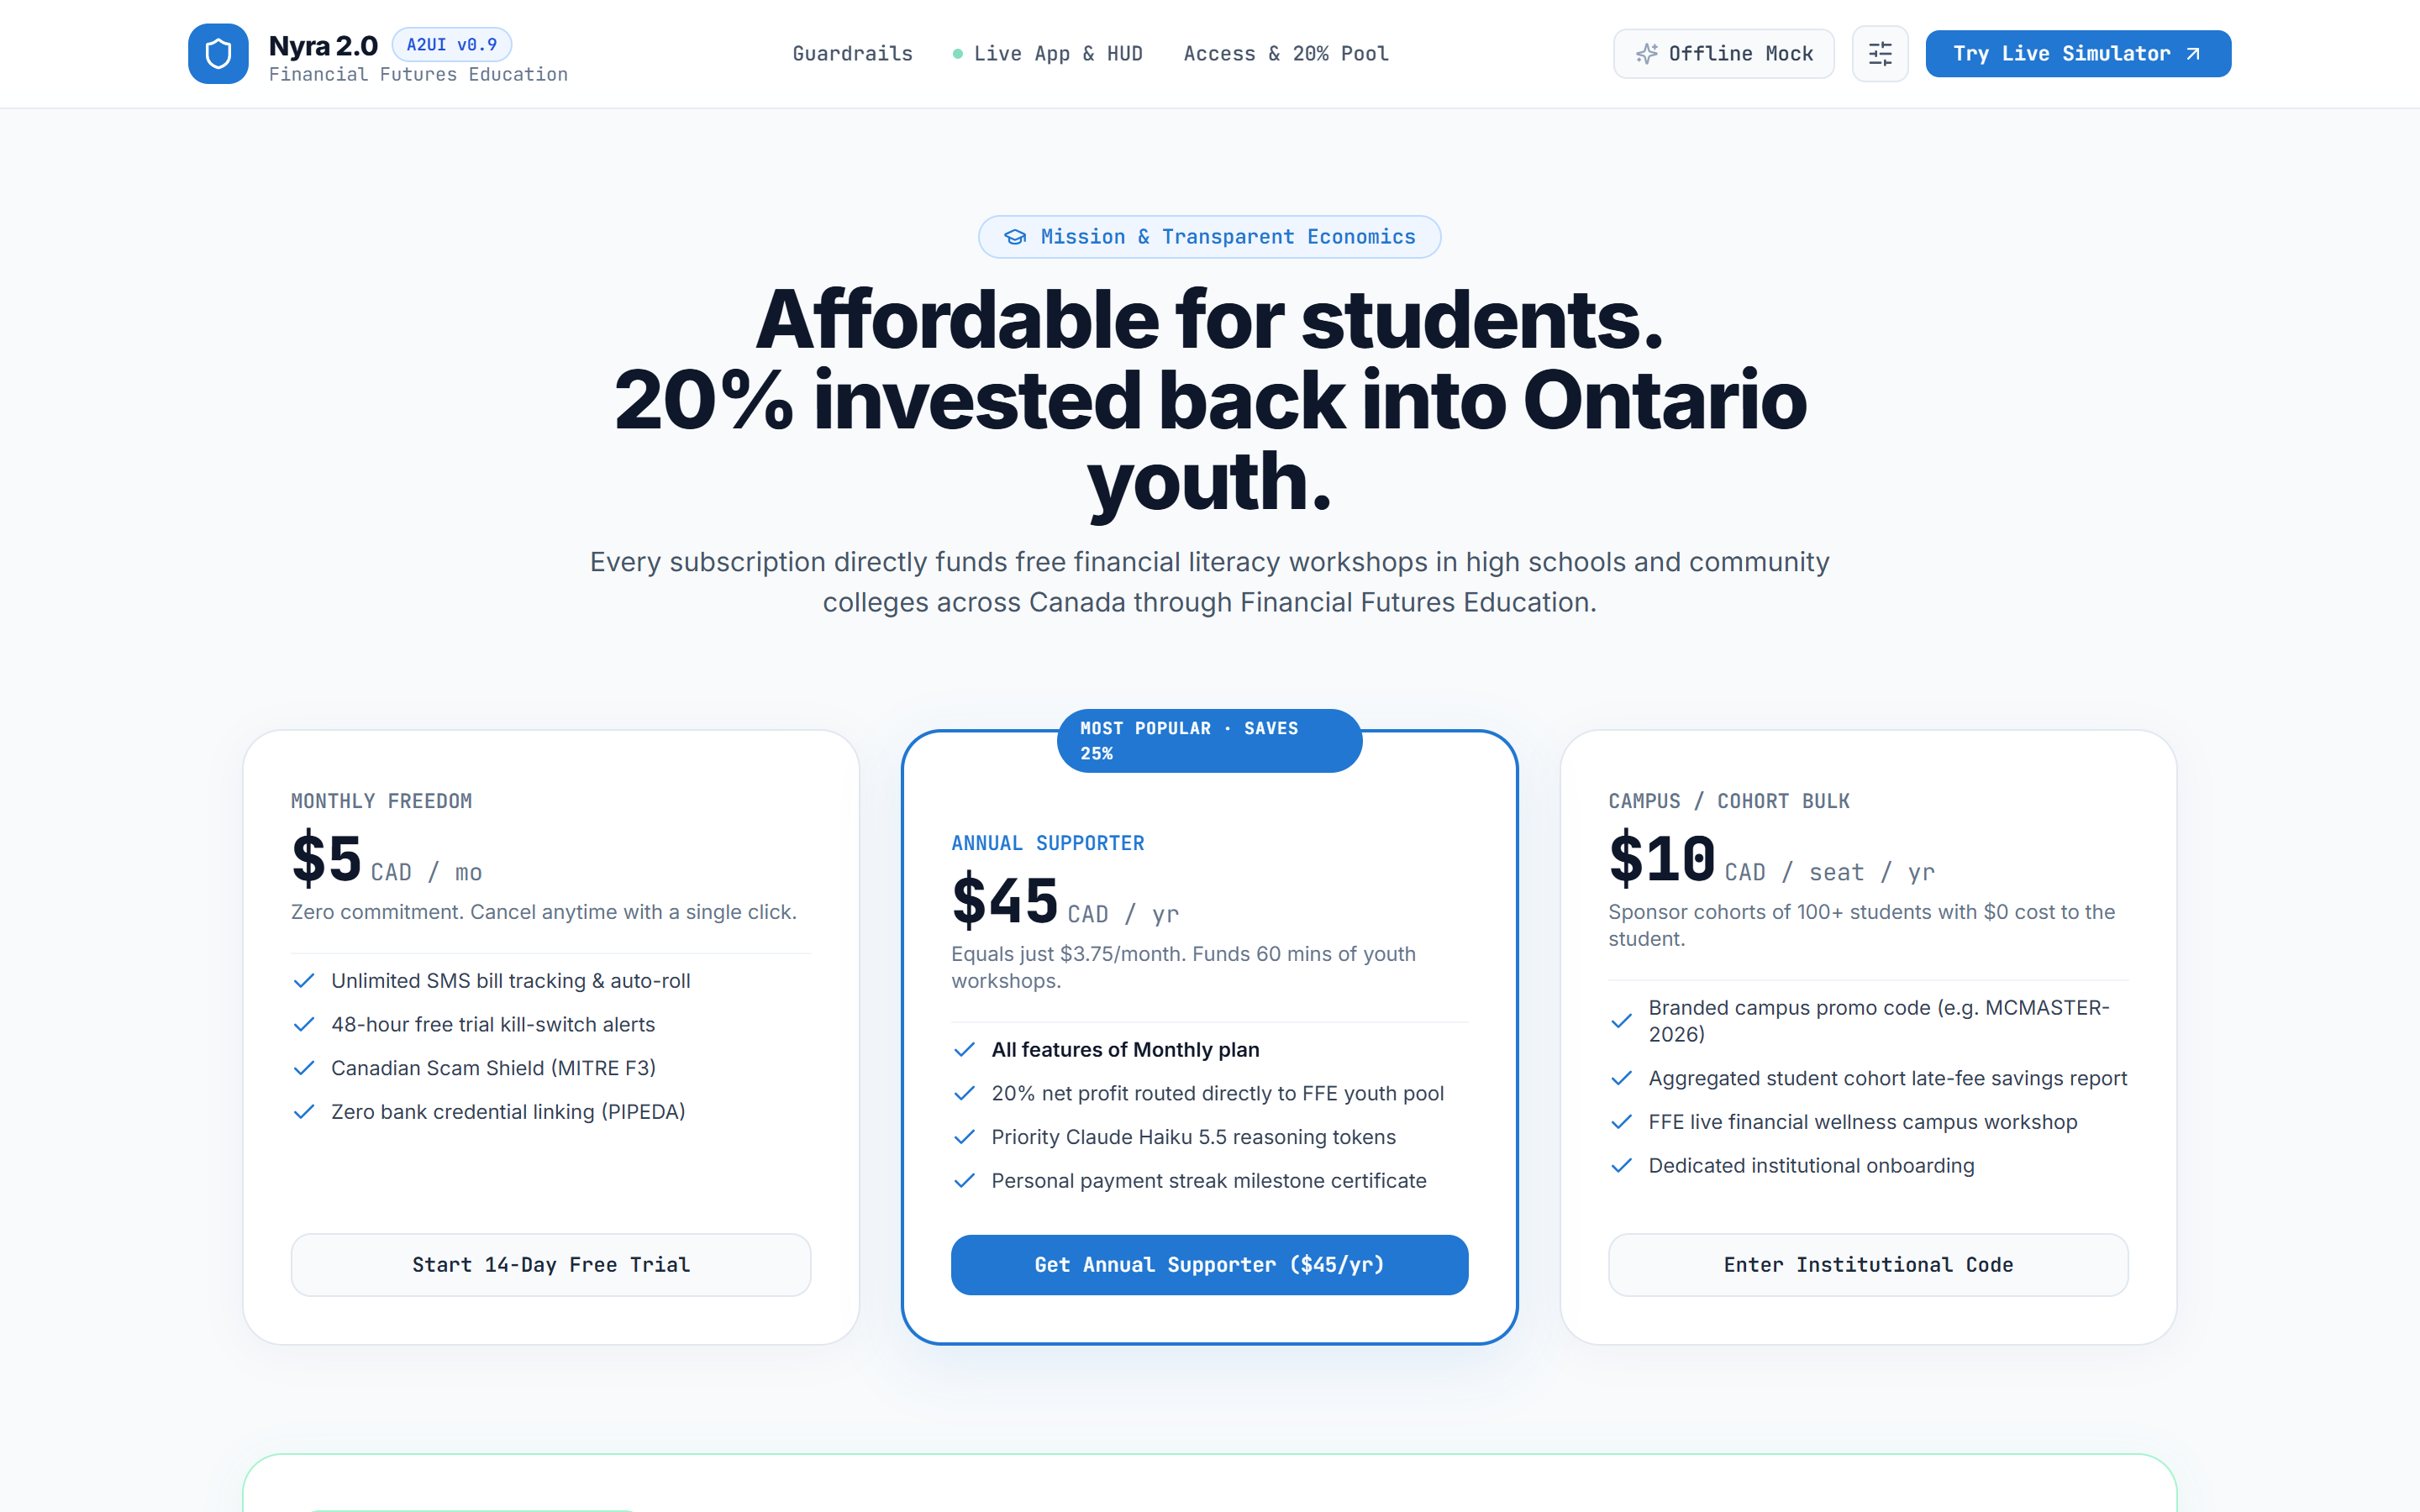 Nyra 2.0
A2UI v0.9
Financial Futures Education
Guardrails
Live App & HUD
Access & 20% Pool
Offline Mock
Try Live Simulator
Mission & Transparent Economics
Affordable for students.
20% invested back into Ontario
youth.
Every subscription directly funds free financial literacy workshops in high schools and community
colleges across Canada through Financial Futures Education.
MONTHLY FREEDOM
$5 CAD / mo
Zero commitment. Cancel anytime with a single click.
Unlimited SMS bill tracking & auto-roll
48-hour free trial kill-switch alerts
Canadian Scam Shield (MITRE F3)
Zero bank credential linking (PIPEDA)
Start 14-Day Free Trial
MOST POPULAR · SAVES
25%
ANNUAL SUPPORTER
$45 CAD / yr
Equals just $3.75/month. Funds 60 mins of youth
workshops.
All features of Monthly plan
20% net profit routed directly to FFE youth pool
Priority Claude Haiku 5.5 reasoning tokens
Personal payment streak milestone certificate
Get Annual Supporter ($45/yr)
CAMPUS / COHORT BULK
$10 CAD / seat / yr
Sponsor cohorts of 100+ students with $0 cost to the
student.
Branded campus promo code (e.g. MCMASTER-
2026)
Aggregated student cohort late-fee savings report
FFE live financial wellness campus workshop
Dedicated institutional onboarding
Enter Institutional Code